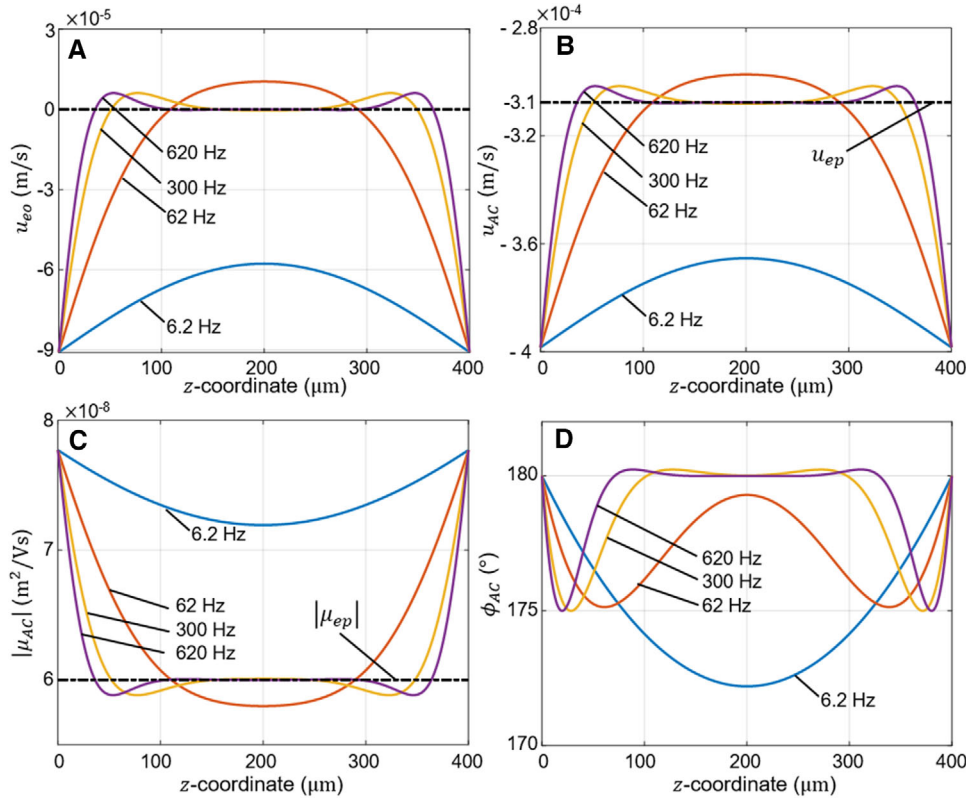 ×10⁻⁵
A
3
0
-3
-6
-9
u_eo (m/s)
620 Hz
300 Hz
62 Hz
6.2 Hz
0 100 200 300 400
z-coordinate (µm)
×10⁻⁴
B
- 2.8
-3.1
-3.2
-3.6
- 4
u_AC (m/s)
620 Hz
300 Hz
62 Hz
u_ep
6.2 Hz
0 100 200 300 400
z-coordinate (µm)
×10⁻⁸
C
8
7
6
|μ_AC| (m²/Vs)
6.2 Hz
62 Hz
300 Hz
620 Hz
|μ_ep|
0 100 200 300 400
z-coordinate (µm)
D
180
175
170
ϕ_AC (°)
620 Hz
300 Hz
62 Hz
6.2 Hz
0 100 200 300 400
z-coordinate (µm)